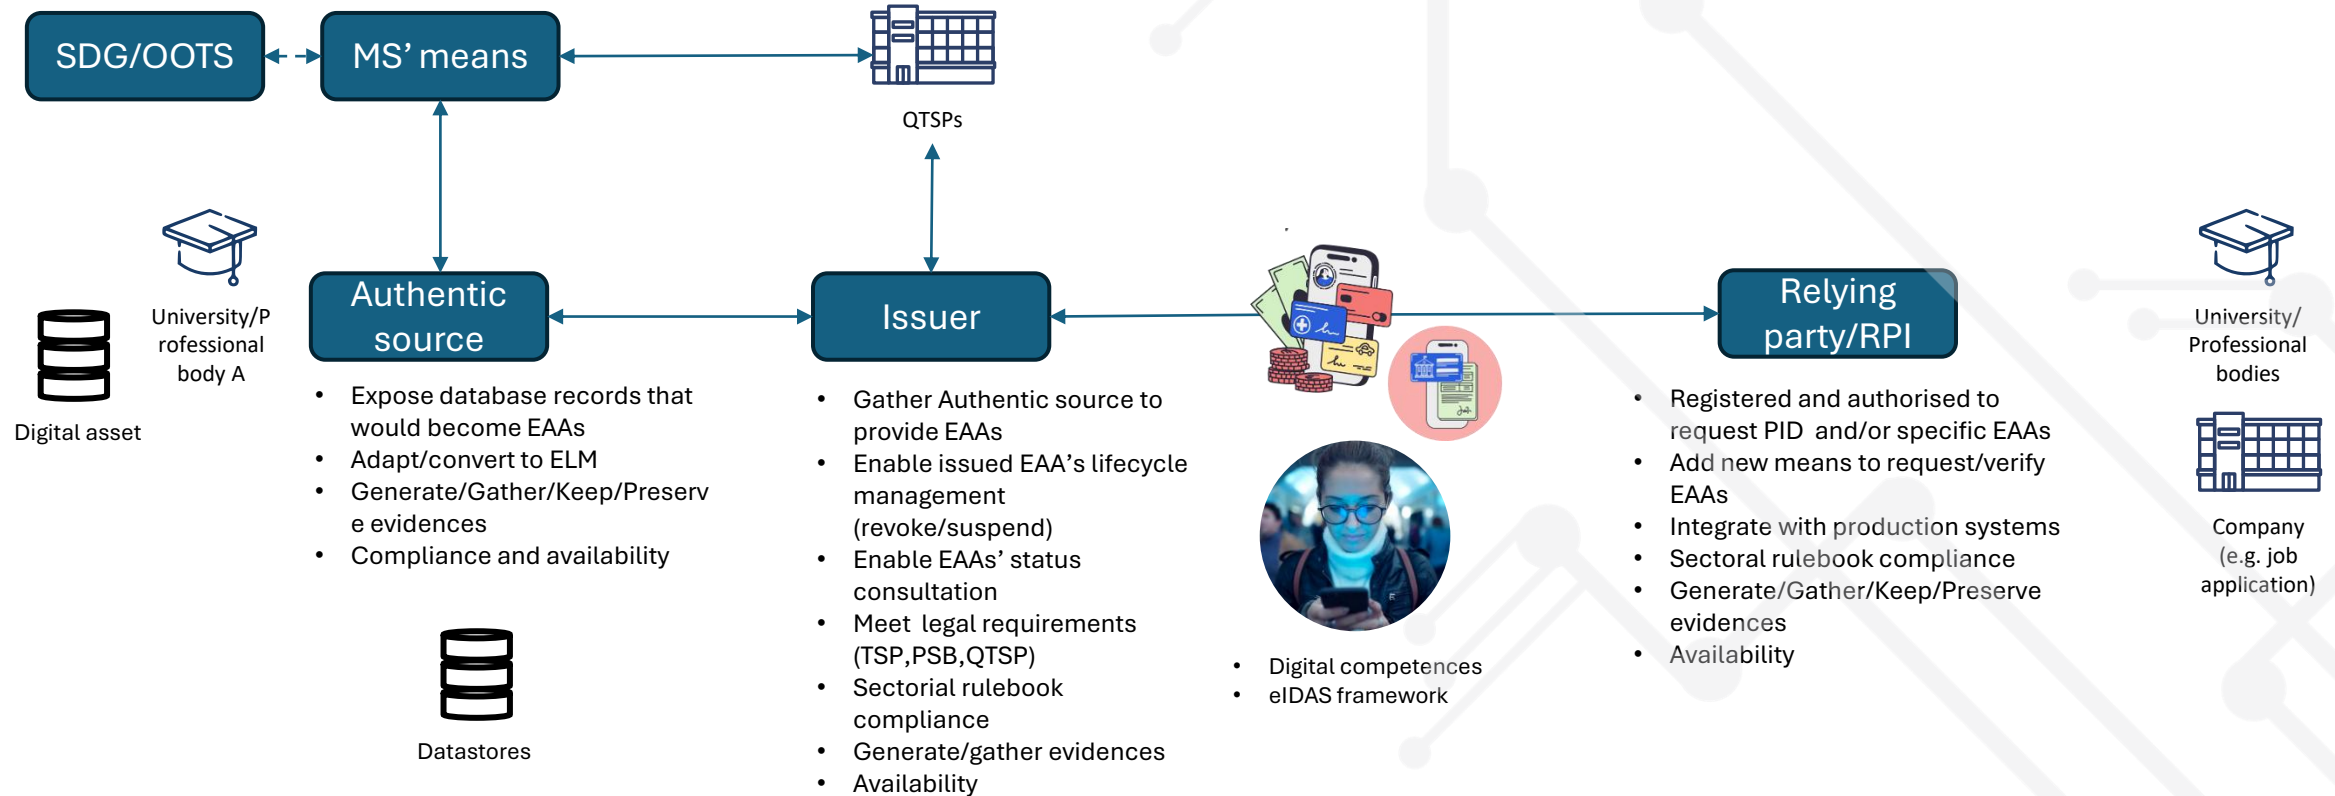 SDG/OOTS
MS’ means
QTSPs
University/P
rofessional
body A
Digital asset
Authentic
source
• Expose database records that
would become EAAs
• Adapt/convert to ELM
• Generate/Gather/Keep/Preserv
e evidences
• Compliance and availability
Datastores
Issuer
• Gather Authentic source to
provide EAAs
• Enable issued EAA’s lifecycle
management
(revoke/suspend)
• Enable EAAs’ status
consultation
• Meet legal requirements
(TSP,PSB,QTSP)
• Sectorial rulebook
compliance
• Generate/gather evidences
• Availability
• Digital competences
• eIDAS framework
Relying
party/RPI
• Registered and authorised to
request PID and/or specific EAAs
• Add new means to request/verify
EAAs
• Integrate with production systems
• Sectoral rulebook compliance
• Generate/Gather/Keep/Preserve
evidences
• Availability
University/
Professional
bodies
Company
(e.g. job
application)